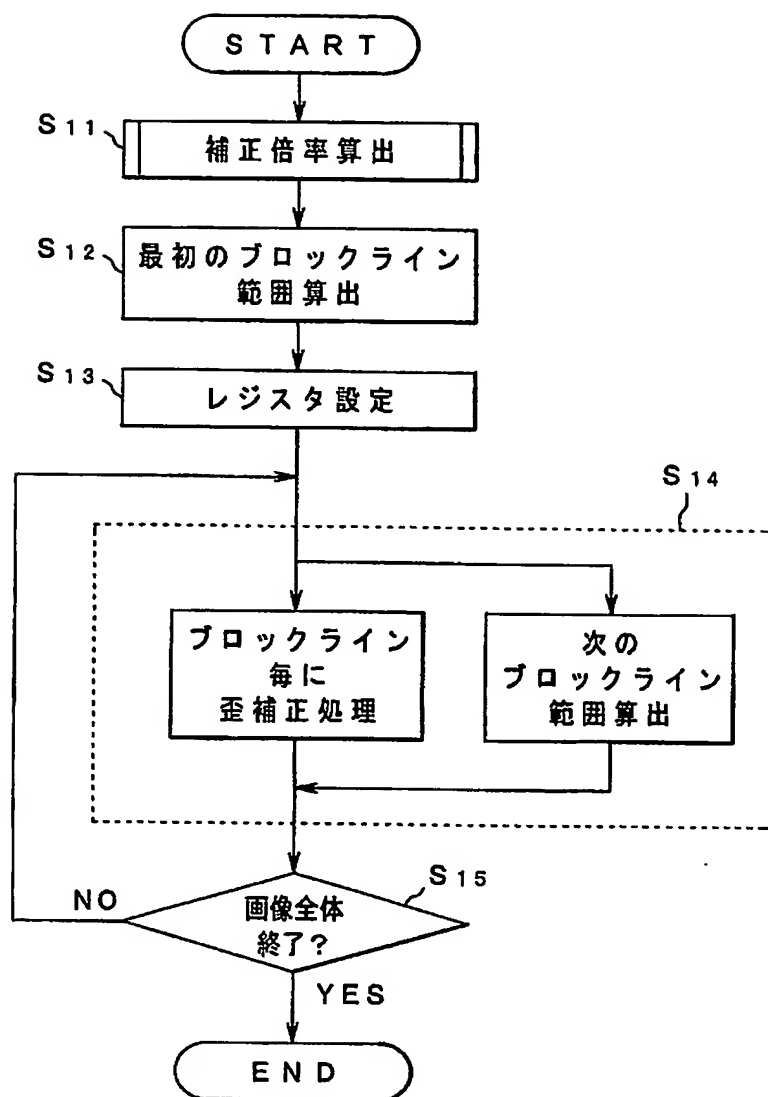 START
S11
補正倍率算出
S12
最初のブロックライン
範囲算出
S13
レジスタ設定
S14
ブロックライン
毎に
歪補正処理
次の
ブロックライン
範囲算出
S15
画像全体
終了?
NO
YES
END